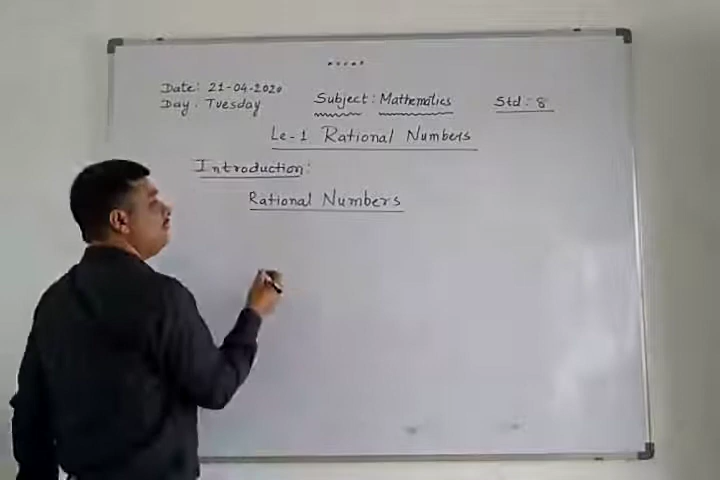 Date: 21-04-2020
Day: Tuesday
Subject: Mathematics
Std: 8
Le-1. Rational Numbers
Introduction:
Rational Numbers